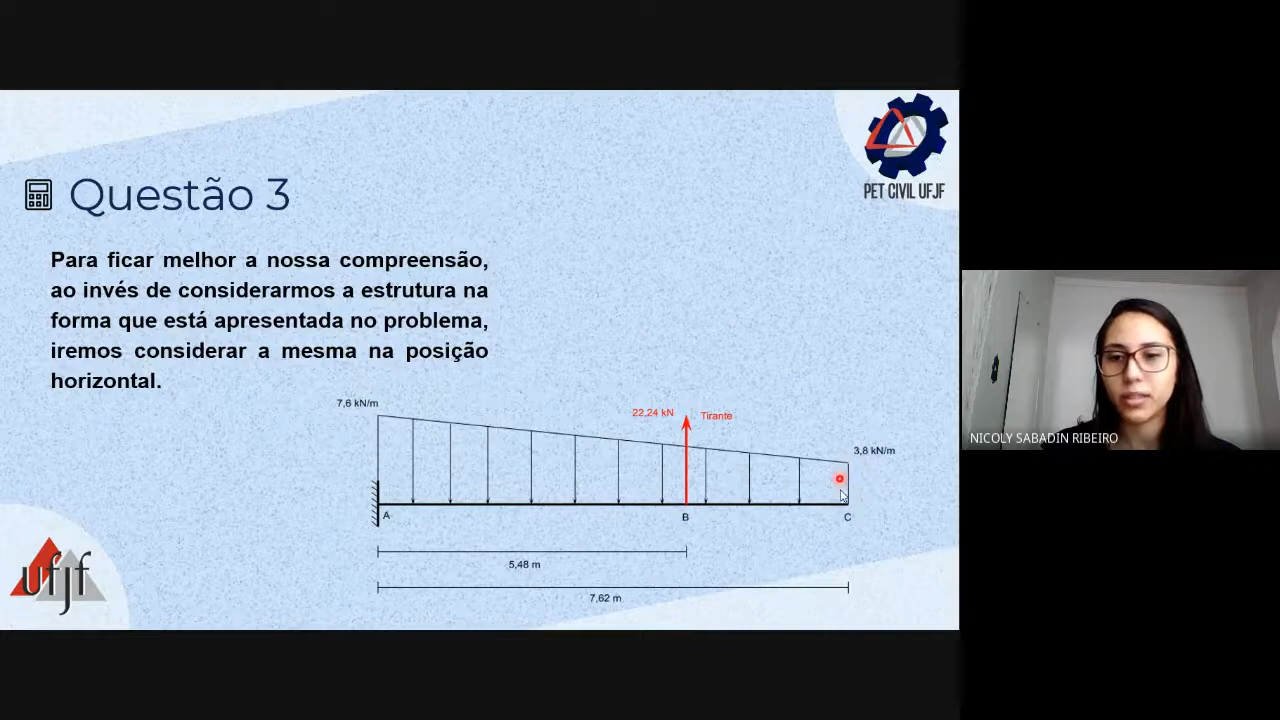 PET CIVIL UFJF
Questão 3
Para ficar melhor a nossa compreensão,
ao invés de considerarmos a estrutura na
forma que está apresentada no problema,
iremos considerar a mesma na posição
horizontal.
7,6 kN/m
22,24 kN
Tirante
3,8 kN/m
A
B
C
5,48 m
7,62 m
ufjf
NICOLY SABADIN RIBEIRO